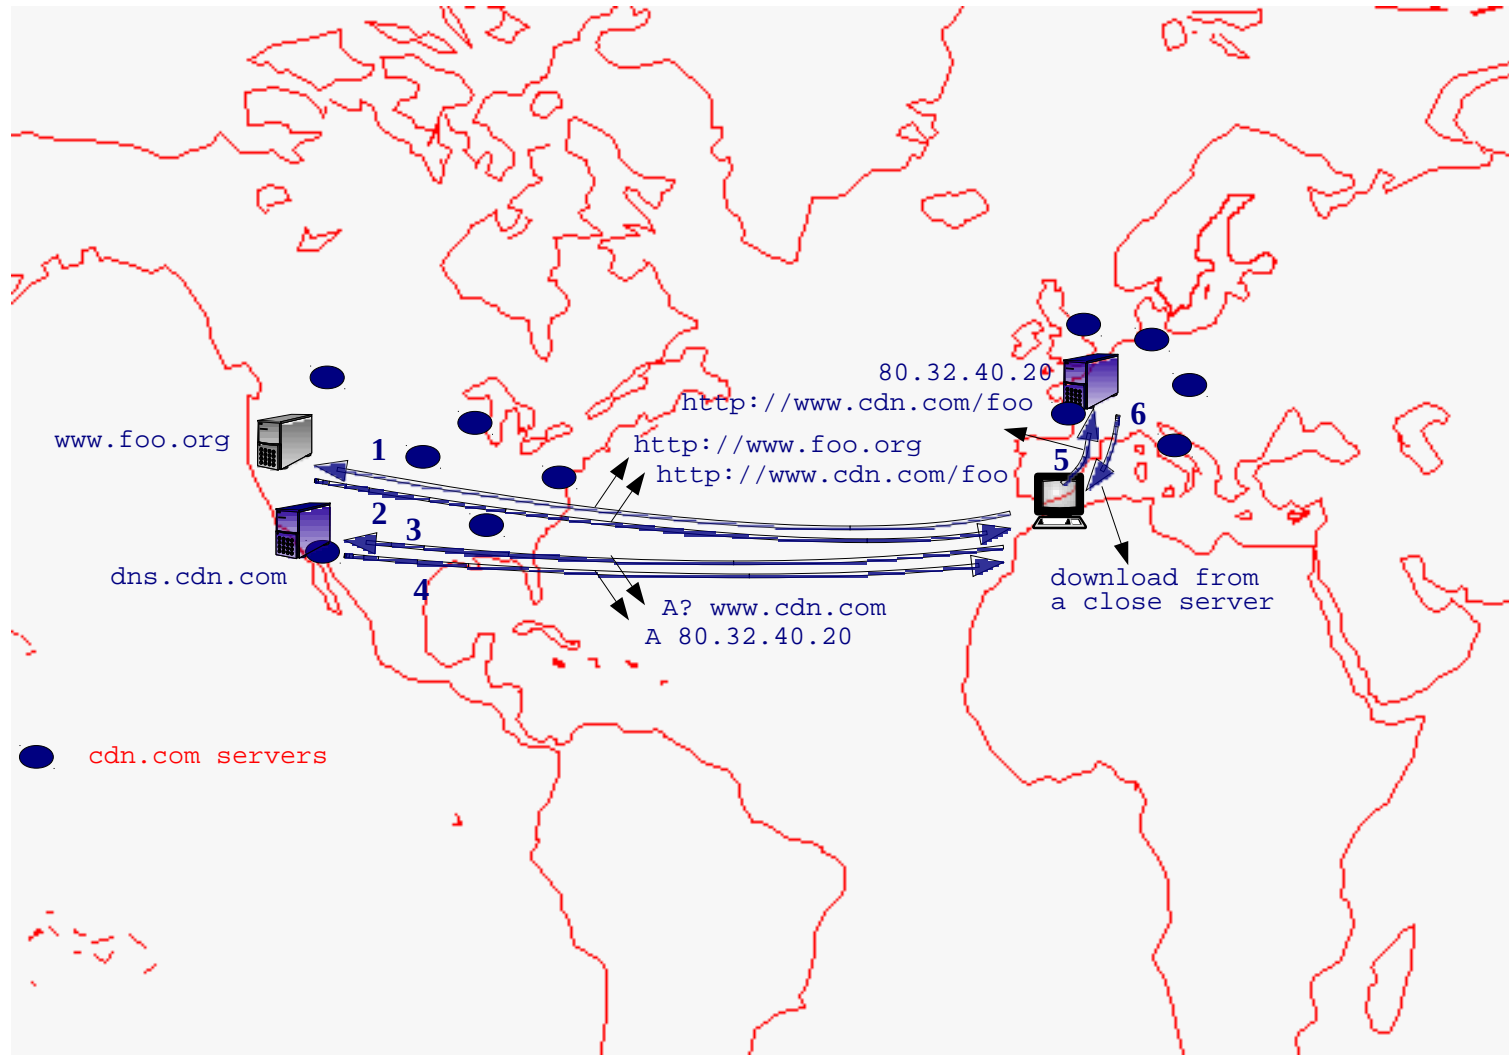 80.32.40.20
http://www.cdn.com/foo
6
www.foo.org
1
http://www.foo.org
5
http://www.cdn.com/foo
2
3
dns.cdn.com
4
download from
a close server
A? www.cdn.com
A 80.32.40.20
cdn.com servers